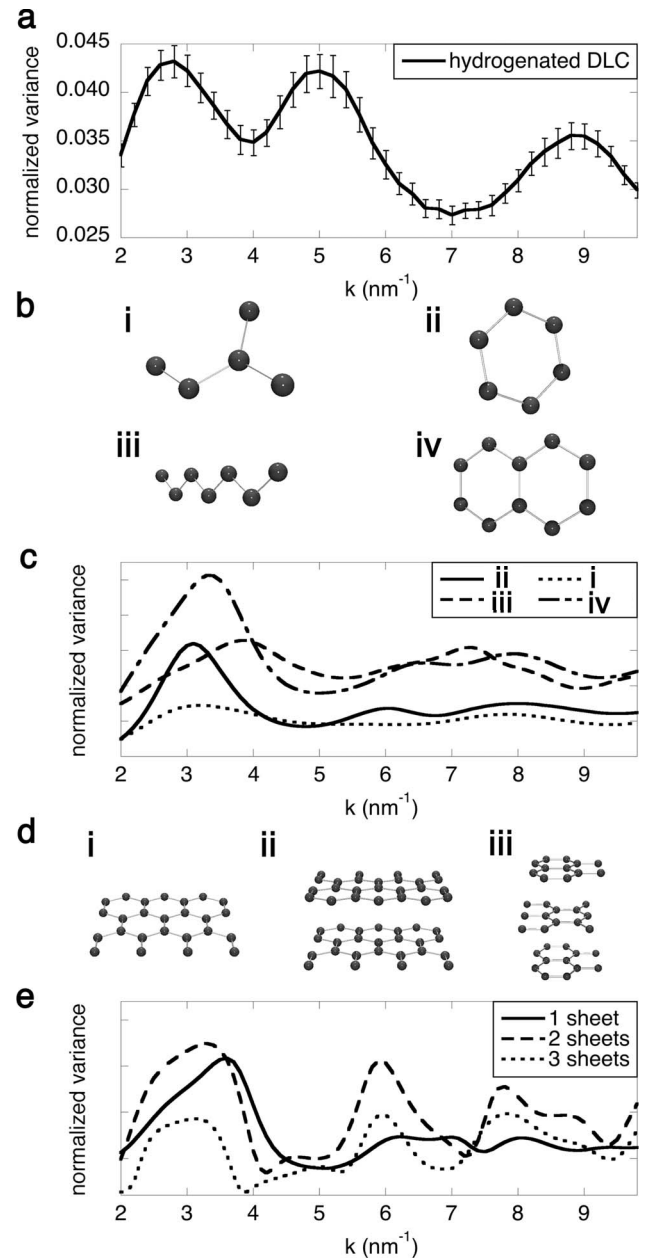 a
0.045
0.040
0.035
0.030
0.025
normalized variance
hydrogenated DLC
2 3 4 5 6 7 8 9
k (nm⁻¹)
b
i
ii
iii
iv
c
normalized variance
ii i
iii iv
2 3 4 5 6 7 8 9
k (nm⁻¹)
d
i
ii
iii
e
normalized variance
1 sheet
2 sheets
3 sheets
2 3 4 5 6 7 8 9
k (nm⁻¹)